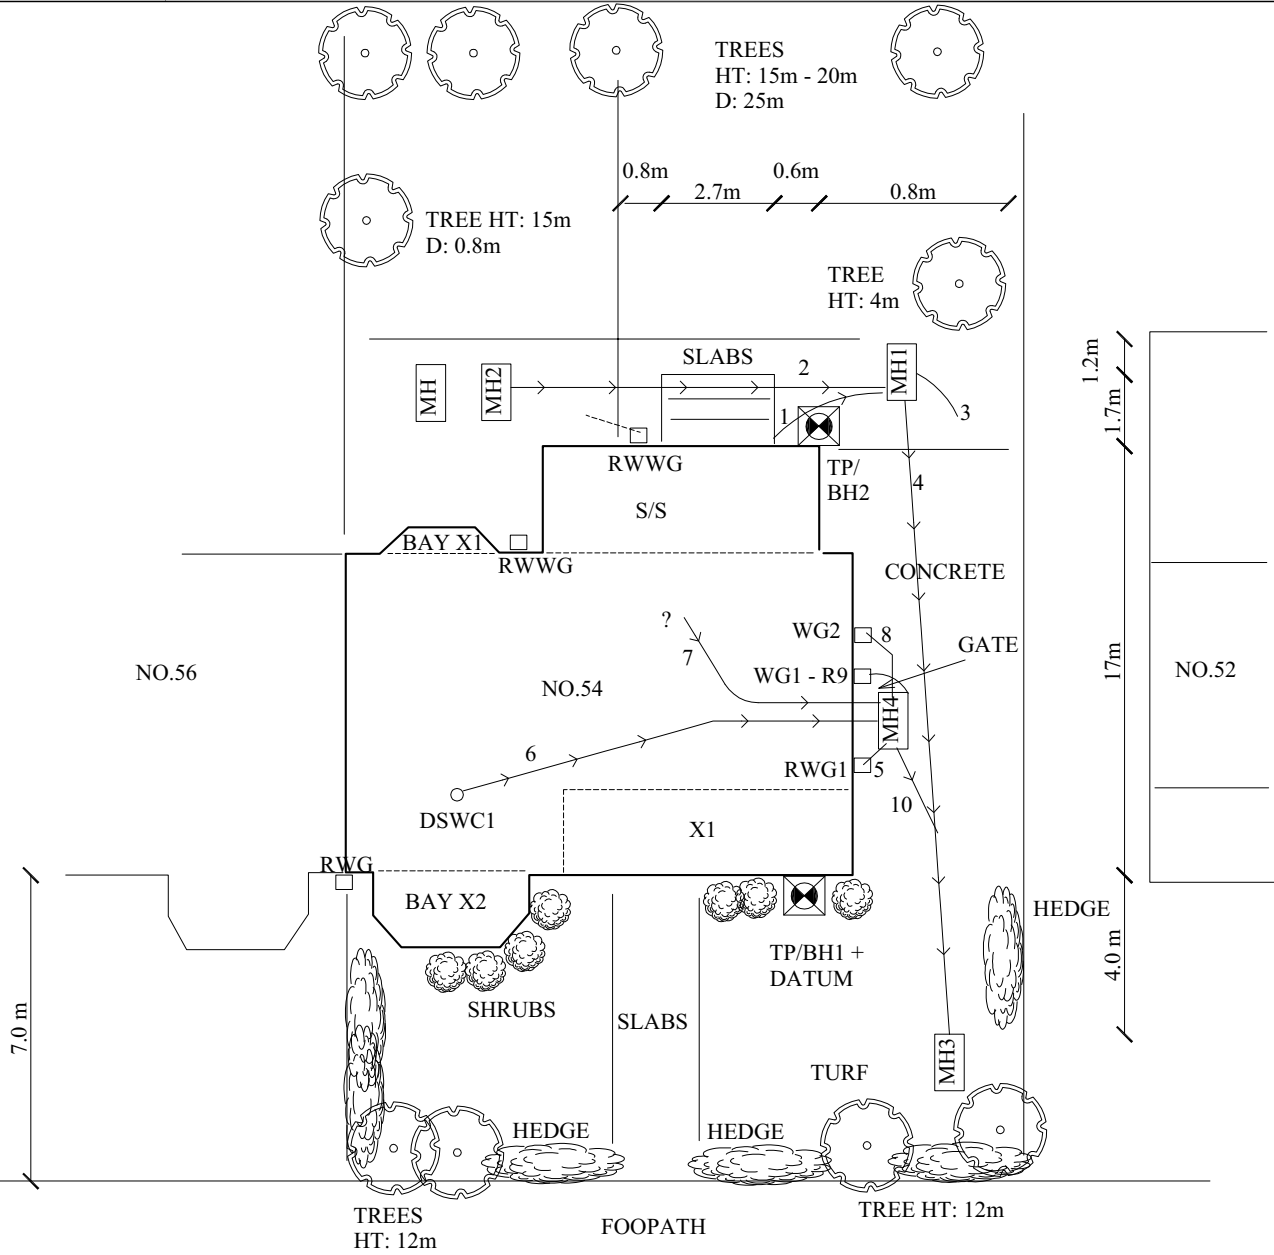 TREES
HT: 15m - 20m
D: 25m
0.8m
2.7m
0.6m
0.8m
TREE HT: 15m
D: 0.8m
TREE
HT: 4m
1.2m
1.7m
SLABS
2
MH1
MH
MH2
1
3
RWWG
TP/
BH2
4
S/S
BAY X1
RWWG
CONCRETE
?
7
WG2
8
GATE
NO.56
NO.54
WG1 - R9
17m
NO.52
MH4
6
RWG1
5
10
DSWC1
X1
RWG
BAY X2
HEDGE
TP/BH1 +
DATUM
4.0 m
SHRUBS
SLABS
7.0 m
MH3
TURF
HEDGE
HEDGE
TREES
HT: 12m
FOOPATH
TREE HT: 12m